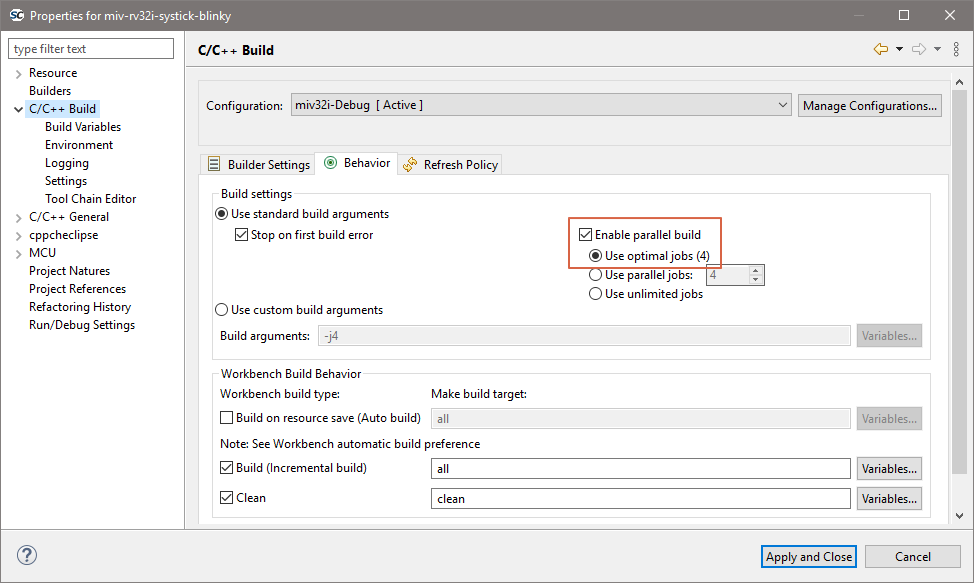 SC Properties for miv-rv32i-systick-blinky
type filter text
Resource
Builders
C/C++ Build
Build Variables
Environment
Logging
Settings
Tool Chain Editor
C/C++ General
cppcheclipse
MCU
Project Natures
Project References
Refactoring History
Run/Debug Settings
C/C++ Build
Configuration: miv32i-Debug [ Active ] Manage Configurations...
Builder Settings Behavior Refresh Policy
Build settings
Use standard build arguments
Stop on first build error Enable parallel build
Use optimal jobs (4)
Use parallel jobs: 4
Use unlimited jobs
Use custom build arguments
Build arguments: -j4 Variables...
Workbench Build Behavior
Workbench build type: Make build target:
Build on resource save (Auto build) all Variables...
Note: See Workbench automatic build preference
Build (Incremental build) all Variables...
Clean clean Variables...
? Apply and Close Cancel